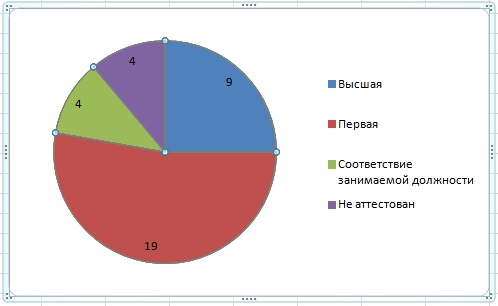 4
9
4
19
Высшая
Первая
Соответствие
занимаемой должности
Не аттестован